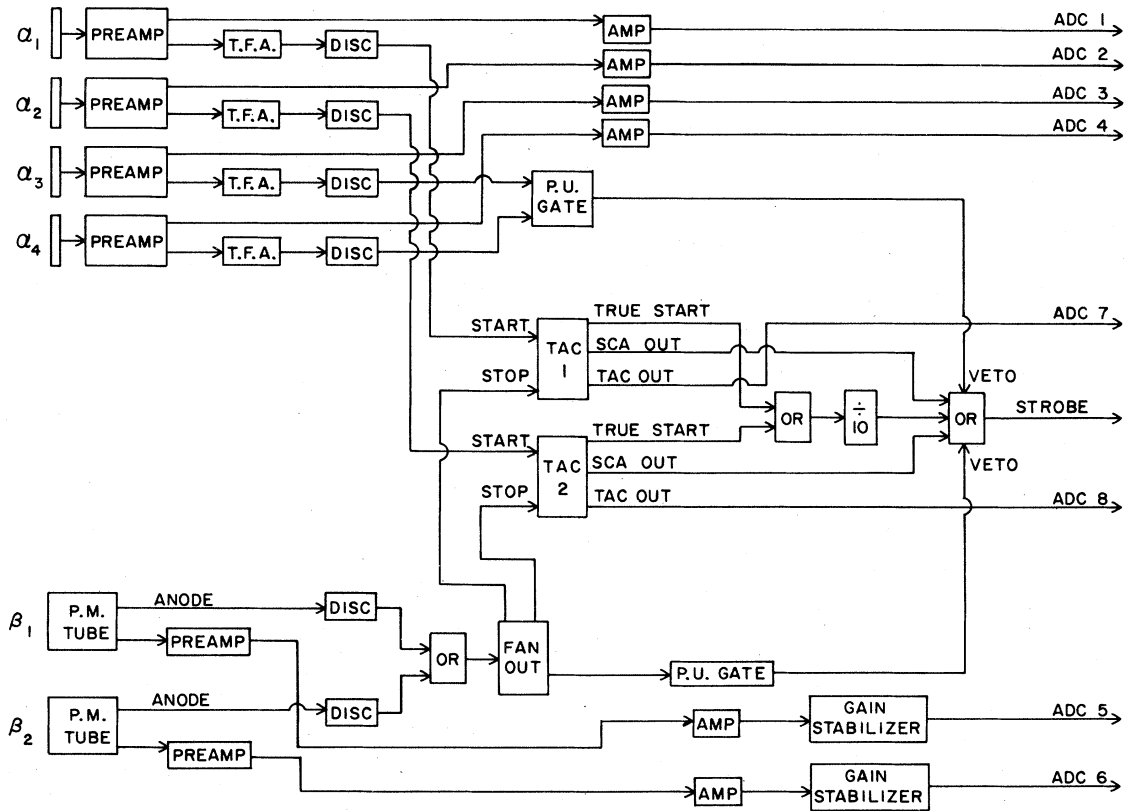 α1 PREAMP T.F.A. DISC AMP ADC 1
α2 PREAMP T.F.A. DISC AMP ADC 2
α3 PREAMP T.F.A. DISC AMP ADC 3
α4 PREAMP T.F.A. DISC AMP ADC 4
P.U.
GATE
START TAC
1
STOP
TRUE START
SCA OUT
TAC OUT
ADC 7
START TAC
2
STOP
TRUE START
SCA OUT
TAC OUT
ADC 8
OR
÷
10
VETO
OR
STROBE
VETO
β1 P.M.
TUBE
ANODE
DISC
PREAMP
OR
FAN
OUT
P.U. GATE
β2 P.M.
TUBE
ANODE
DISC
PREAMP
AMP
GAIN
STABILIZER
ADC 5
AMP
GAIN
STABILIZER
ADC 6